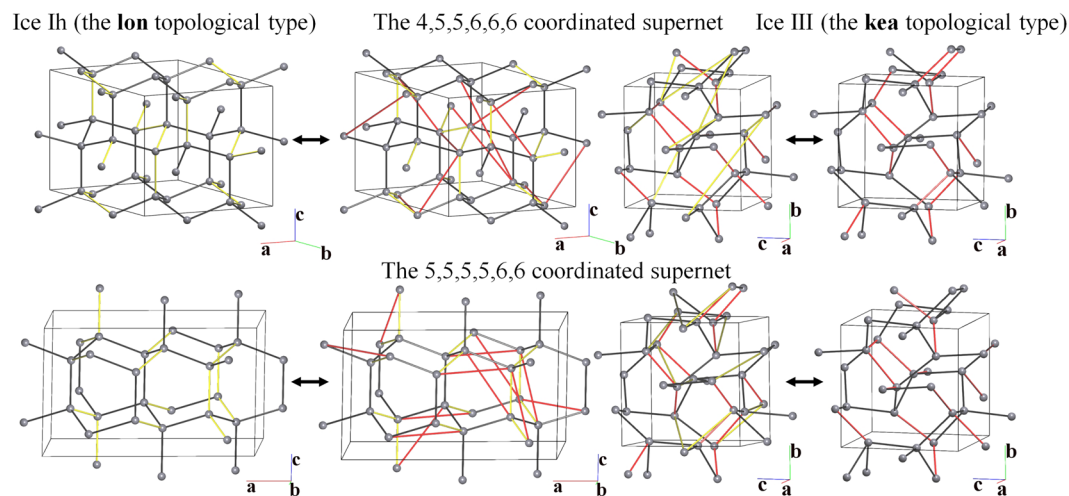 Ice Ih (the lon topological type)
The 4,5,5,6,6,6 coordinated supernet
Ice III (the kea topological type)
c
a
b
c
a
b
b
c
a
b
c
a
The 5,5,5,5,6,6 coordinated supernet
c
a
b
c
a
b
b
c
a
b
c
a